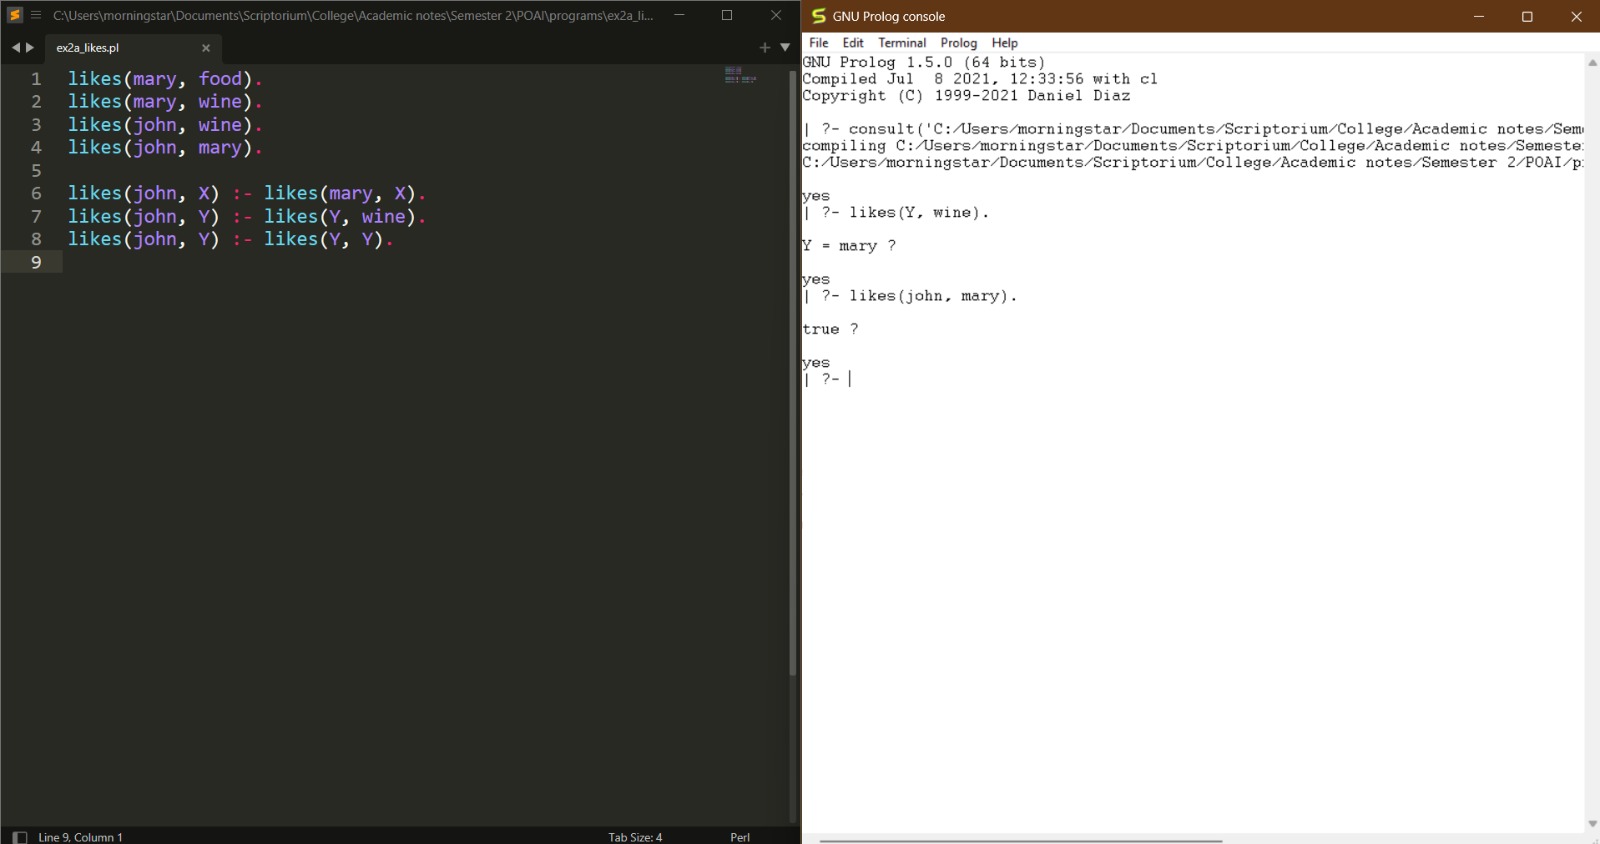 C:\Users\morningstar\Documents\Scriptorium\College\Academic notes\Semester 2\POAI\programs\ex2a_li...
ex2a_likes.pl
1 likes(mary, food).
2 likes(mary, wine).
3 likes(john, wine).
4 likes(john, mary).
5
6 likes(john, X) :- likes(mary, X).
7 likes(john, Y) :- likes(Y, wine).
8 likes(john, Y) :- likes(Y, Y).
9
Line 9, Column 1
Tab Size: 4
Perl
GNU Prolog console
File Edit Terminal Prolog Help
GNU Prolog 1.5.0 (64 bits)
Compiled Jul  8 2021, 12:33:56 with cl
Copyright (C) 1999-2021 Daniel Diaz
| ?- consult('C:/Users/morningstar/Documents/Scriptorium/College/Academic notes/Sem
compiling C:/Users/morningstar/Documents/Scriptorium/College/Academic notes/Semeste
C:/Users/morningstar/Documents/Scriptorium/College/Academic notes/Semester 2/POAI/p
yes
| ?- likes(Y, wine).
Y = mary ?
yes
| ?- likes(john, mary).
true ?
yes
| ?-